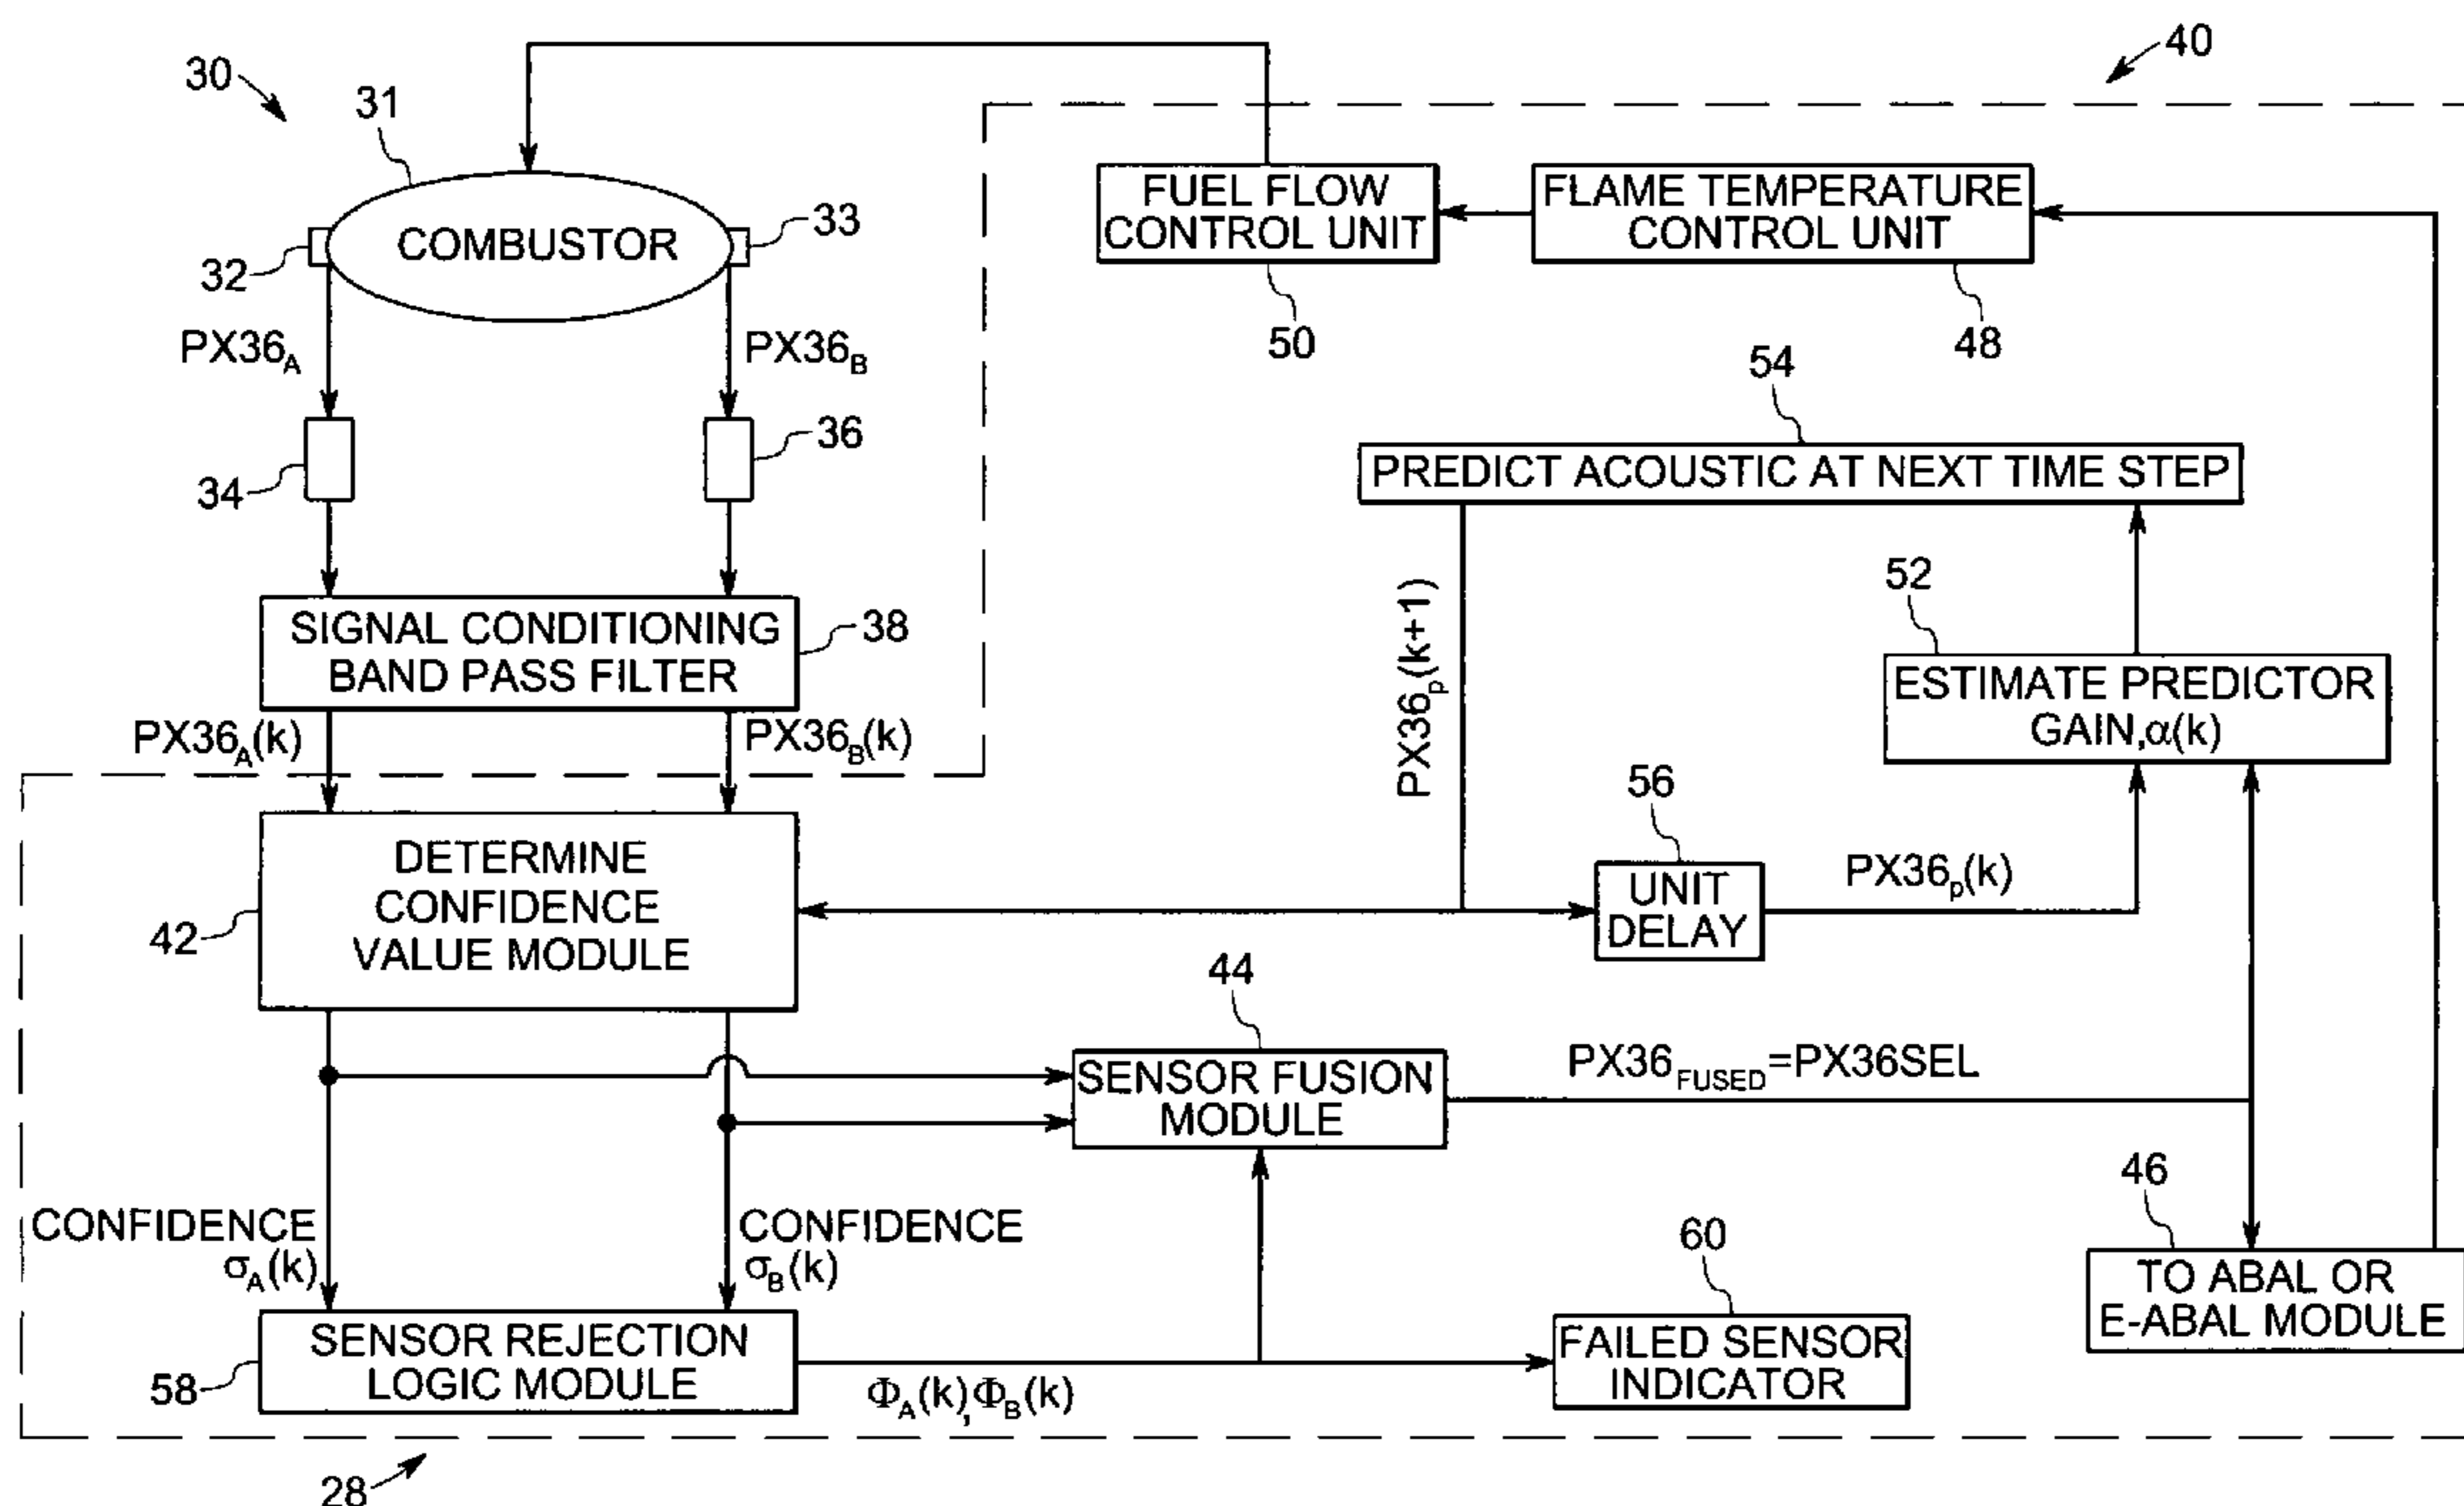 30
40
31
COMBUSTOR
32
33
FUEL FLOW
CONTROL UNIT
50
FLAME TEMPERATURE
CONTROL UNIT
48
PX36A
PX36B
34
36
54
PREDICT ACOUSTIC AT NEXT TIME STEP
SIGNAL CONDITIONING
BAND PASS FILTER
38
PX36p(k+1)
52
ESTIMATE PREDICTOR
GAIN,α(k)
PX36A(k)
PX36B(k)
DETERMINE
CONFIDENCE
VALUE MODULE
42
56
UNIT
DELAY
PX36p(k)
44
SENSOR FUSION
MODULE
PX36FUSED=PX36SEL
CONFIDENCE
σA(k)
CONFIDENCE
σB(k)
46
TO ABAL OR
E-ABAL MODULE
SENSOR REJECTION
LOGIC MODULE
58
ΦA(k),ΦB(k)
60
FAILED SENSOR
INDICATOR
28